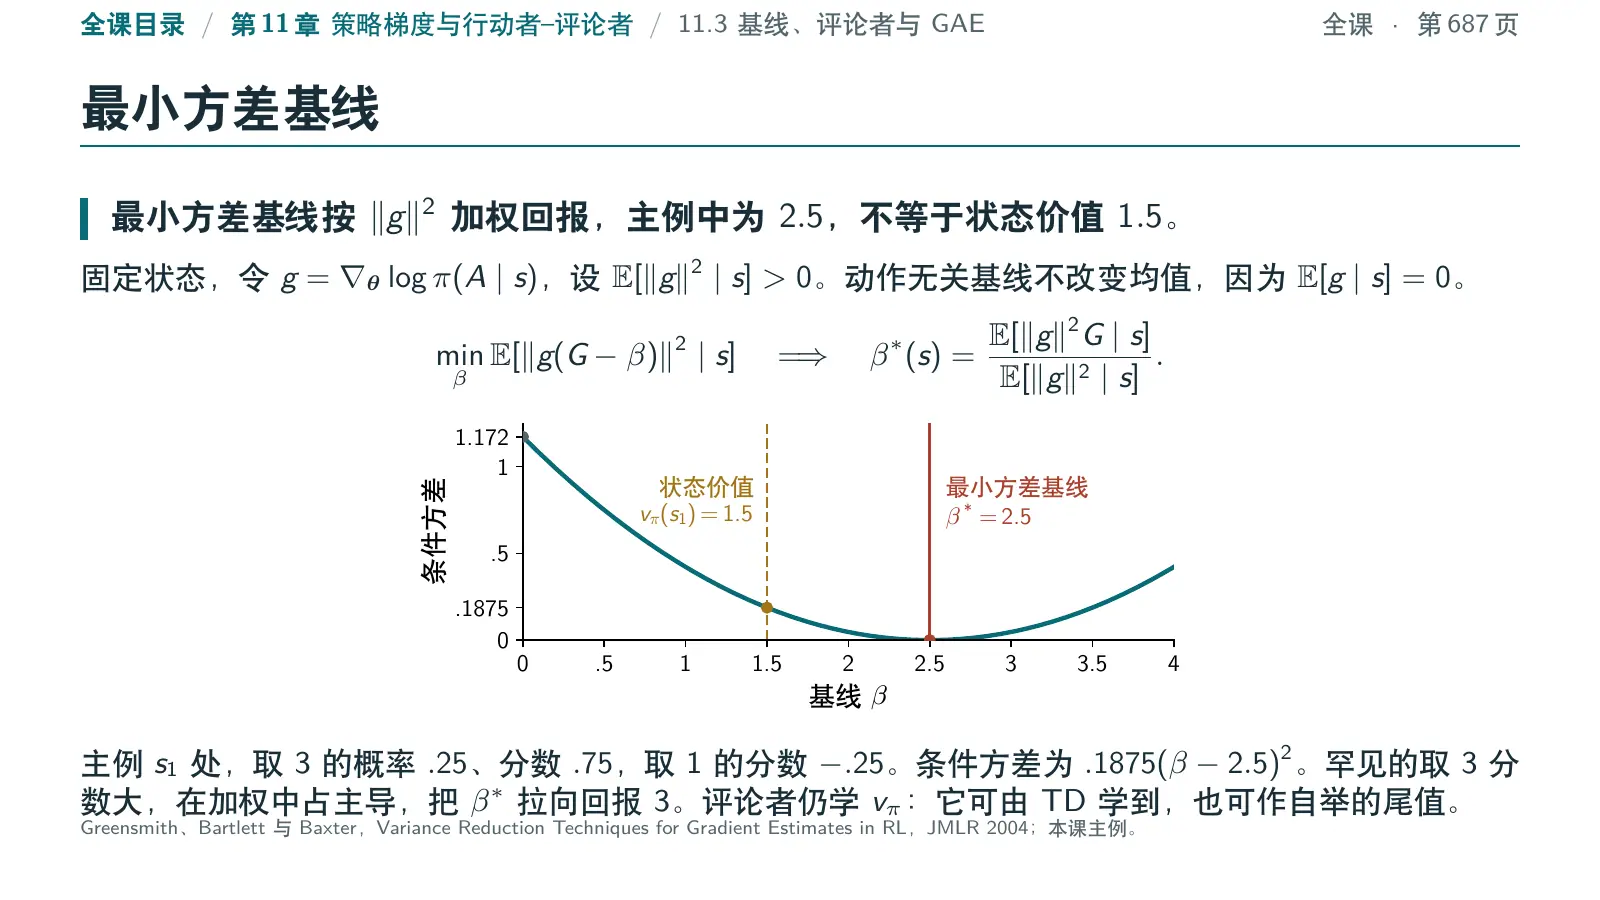 全课目录 / 第 11 章 策略梯度与行动者–评论者 / 11.3 基线、评论者与 GAE
全课 · 第 687 页
最小方差基线
最小方差基线按 ‖g‖² 加权回报，主例中为 2.5，不等于状态价值 1.5。
固定状态，令 g = ∇θ log π(A | s)，设 𝔼[‖g‖² | s] > 0。动作无关基线不改变均值，因为 𝔼[g | s] = 0。
min_β 𝔼[‖g(G − β)‖² | s] ⟹ β*(s) = 𝔼[‖g‖²G | s] / 𝔼[‖g‖² | s] .
条件方差
1.172
1
.5
.1875
0
状态价值
vπ(s₁) = 1.5
最小方差基线
β* = 2.5
0 .5 1 1.5 2 2.5 3 3.5 4
基线 β
主例 s₁ 处，取 3 的概率 .25、分数 .75，取 1 的分数 −.25。条件方差为 .1875(β − 2.5)²。罕见的取 3 分
数大，在加权中占主导，把 β* 拉向回报 3。评论者仍学 vπ：它可由 TD 学到，也可作自举的尾值。
Greensmith、Bartlett 与 Baxter，Variance Reduction Techniques for Gradient Estimates in RL，JMLR 2004；本课主例。